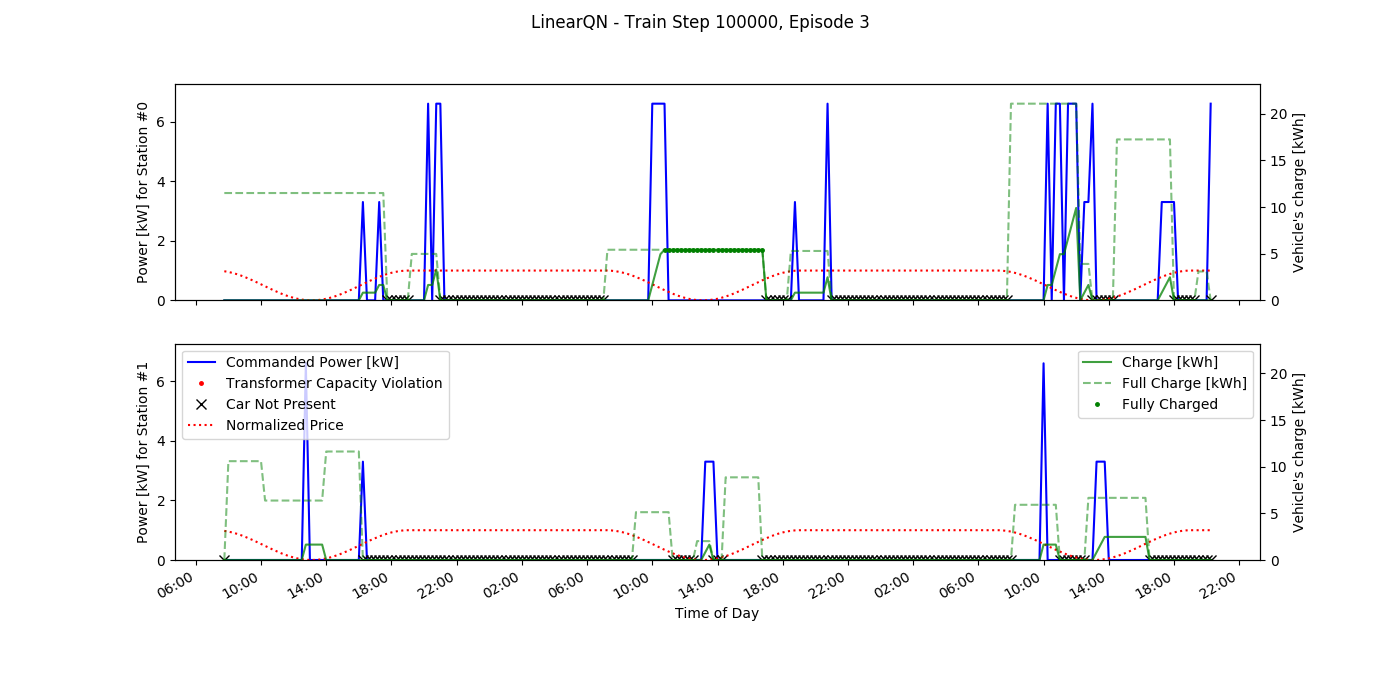 LinearQN - Train Step 100000, Episode 3
Power [kW] for Station #0
6
4
2
0
20
15
10
5
0
Vehicle's charge [kWh]
Power [kW] for Station #1
6
4
2
0
Commanded Power [kW]
Transformer Capacity Violation
Car Not Present
Normalized Price
Charge [kWh]
Full Charge [kWh]
Fully Charged
20
15
10
5
0
Vehicle's charge [kWh]
06:00 10:00 14:00 18:00 22:00 02:00 06:00 10:00 14:00 18:00 22:00 02:00 06:00 10:00 14:00 18:00 22:00
Time of Day